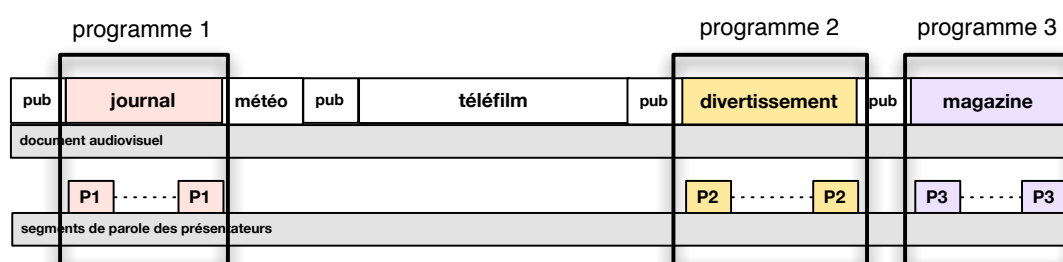 programme 1 programme 2 programme 3
pub journal météo pub téléfilm pub divertissement pub magazine
document audiovisuel
P1 P1 P2 P2 P3 P3
segments de parole des présentateurs